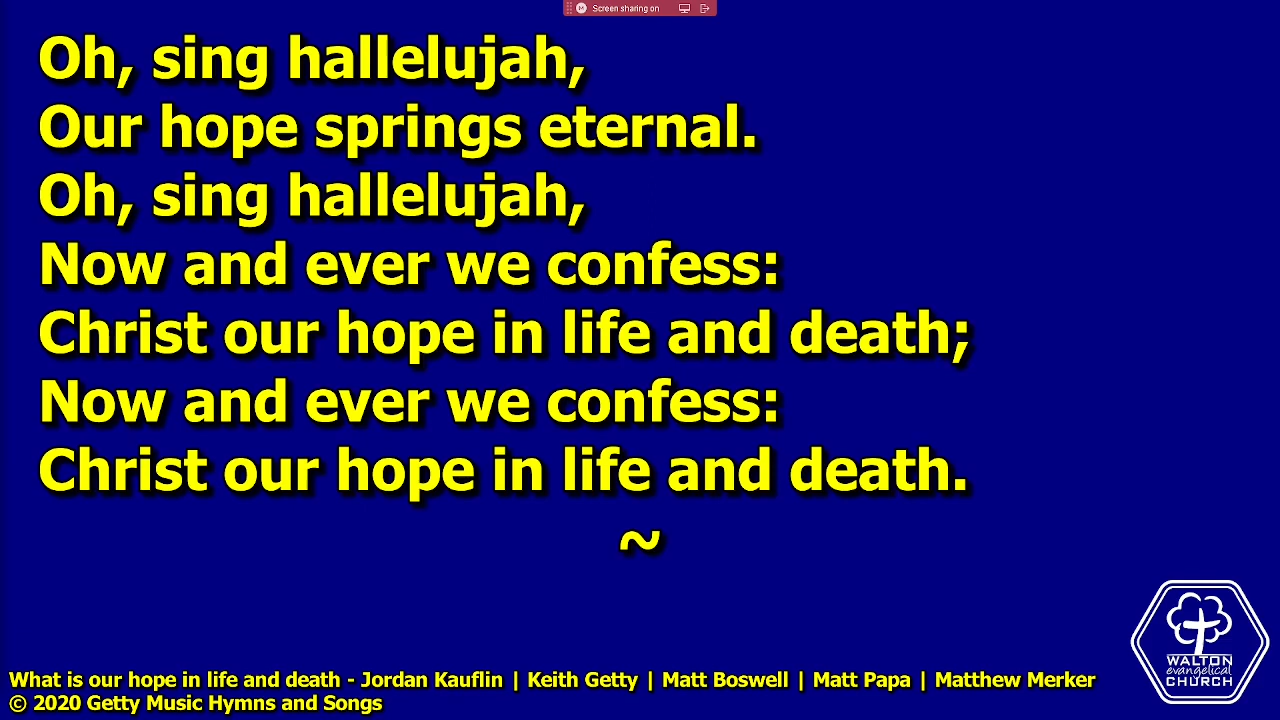 Screen sharing on
Oh, sing hallelujah,
Our hope springs eternal.
Oh, sing hallelujah,
Now and ever we confess:
Christ our hope in life and death;
Now and ever we confess:
Christ our hope in life and death.
~
WALTON
evangelical
CHURCH
What is our hope in life and death - Jordan Kauflin | Keith Getty | Matt Boswell | Matt Papa | Matthew Merker
© 2020 Getty Music Hymns and Songs